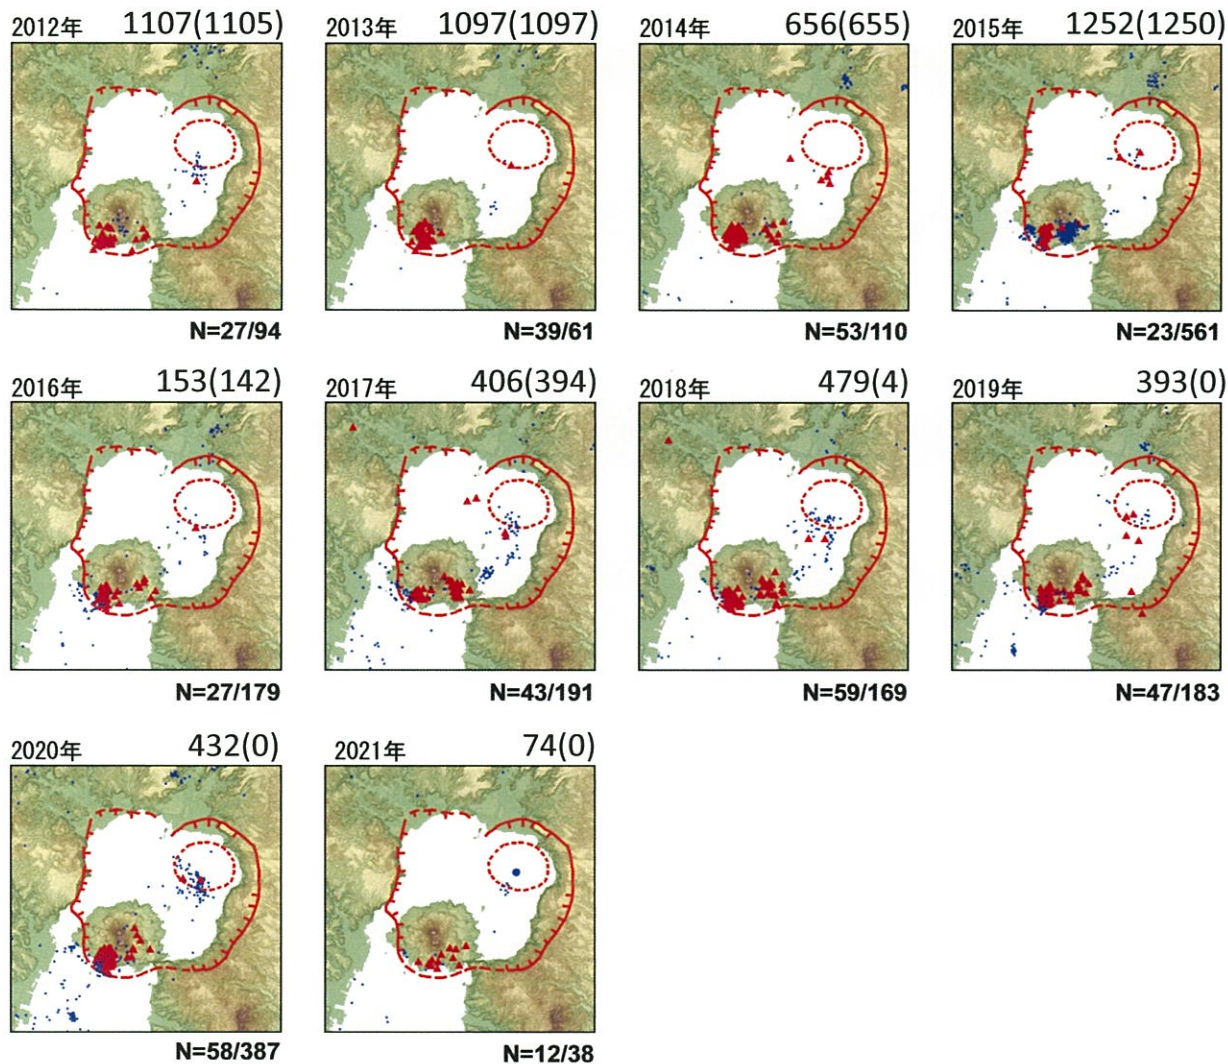 2012年 1107(1105)
2013年 1097(1097)
2014年 656(655)
2015年 1252(1250)
N=27/94
N=39/61
N=53/110
N=23/561
2016年 153(142)
2017年 406(394)
2018年 479(4)
2019年 393(0)
N=27/179
N=43/191
N=59/169
N=47/183
2020年 432(0)
2021年 74(0)
N=58/387
N=12/38